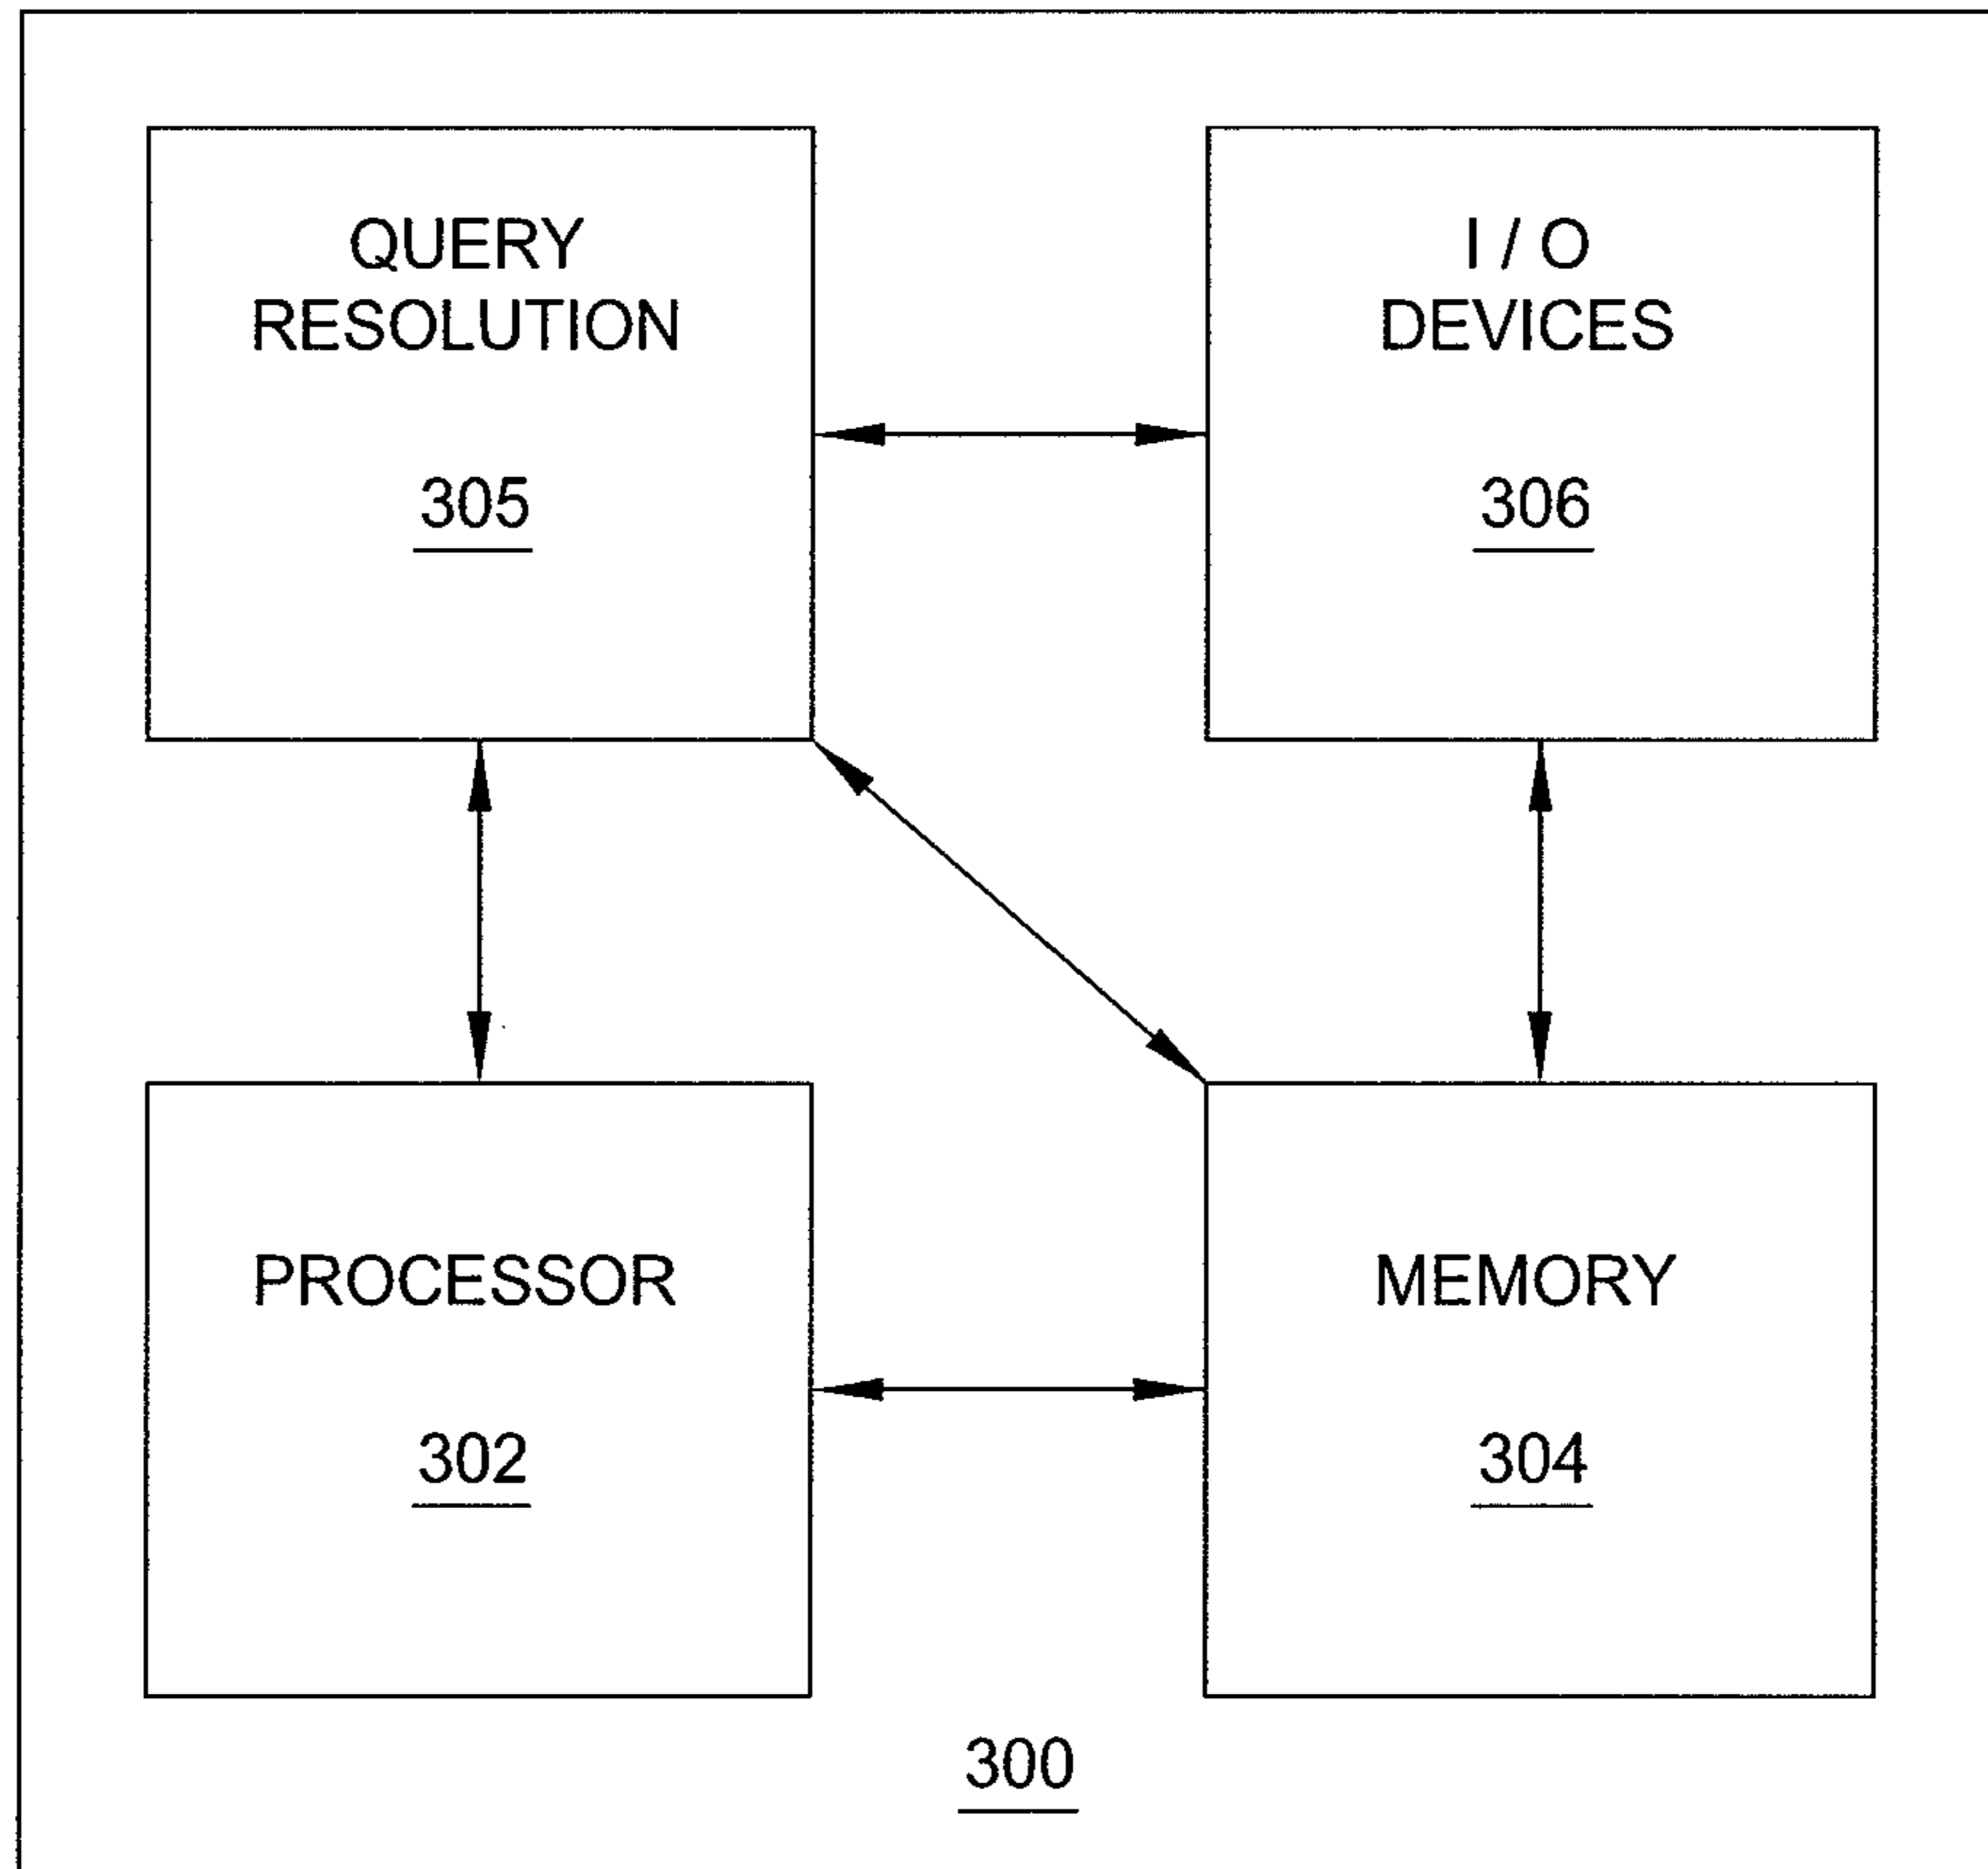 QUERY
RESOLUTION
305
I / O
DEVICES
306
PROCESSOR
302
MEMORY
304
300